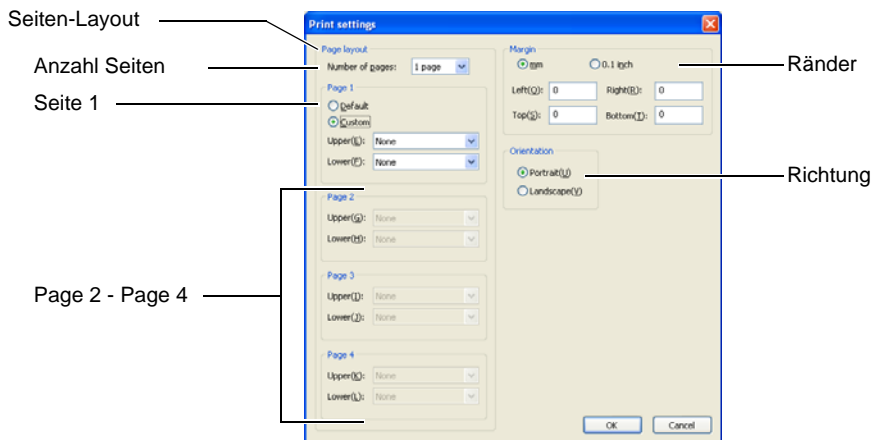 Seiten-Layout
Anzahl Seiten
Seite 1
Page 2 - Page 4
Print settings
Page layout
Number of pages: 1 page
Page 1
Default
Custom
Upper(E): None
Lower(F): None
Page 2
Upper(G): None
Lower(H): None
Page 3
Upper(I): None
Lower(J): None
Page 4
Upper(K): None
Lower(L): None
Margin
mm 0.1 inch
Left(Q): 0 Right(R): 0
Top(S): 0 Bottom(T): 0
Orientation
Portrait(U)
Landscape(V)
OK Cancel
Ränder
Richtung